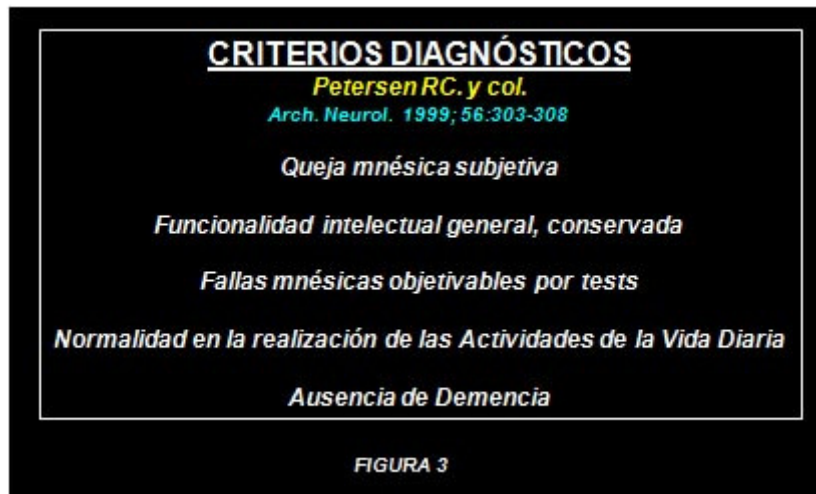 CRITERIOS DIAGNÓSTICOS
Petersen RC. y col.
Arch. Neurol. 1999; 56:303-308
Queja mnésica subjetiva
Funcionalidad intelectual general, conservada
Fallas mnésicas objetivables por tests
Normalidad en la realización de las Actividades de la Vida Diaria
Ausencia de Demencia
FIGURA 3